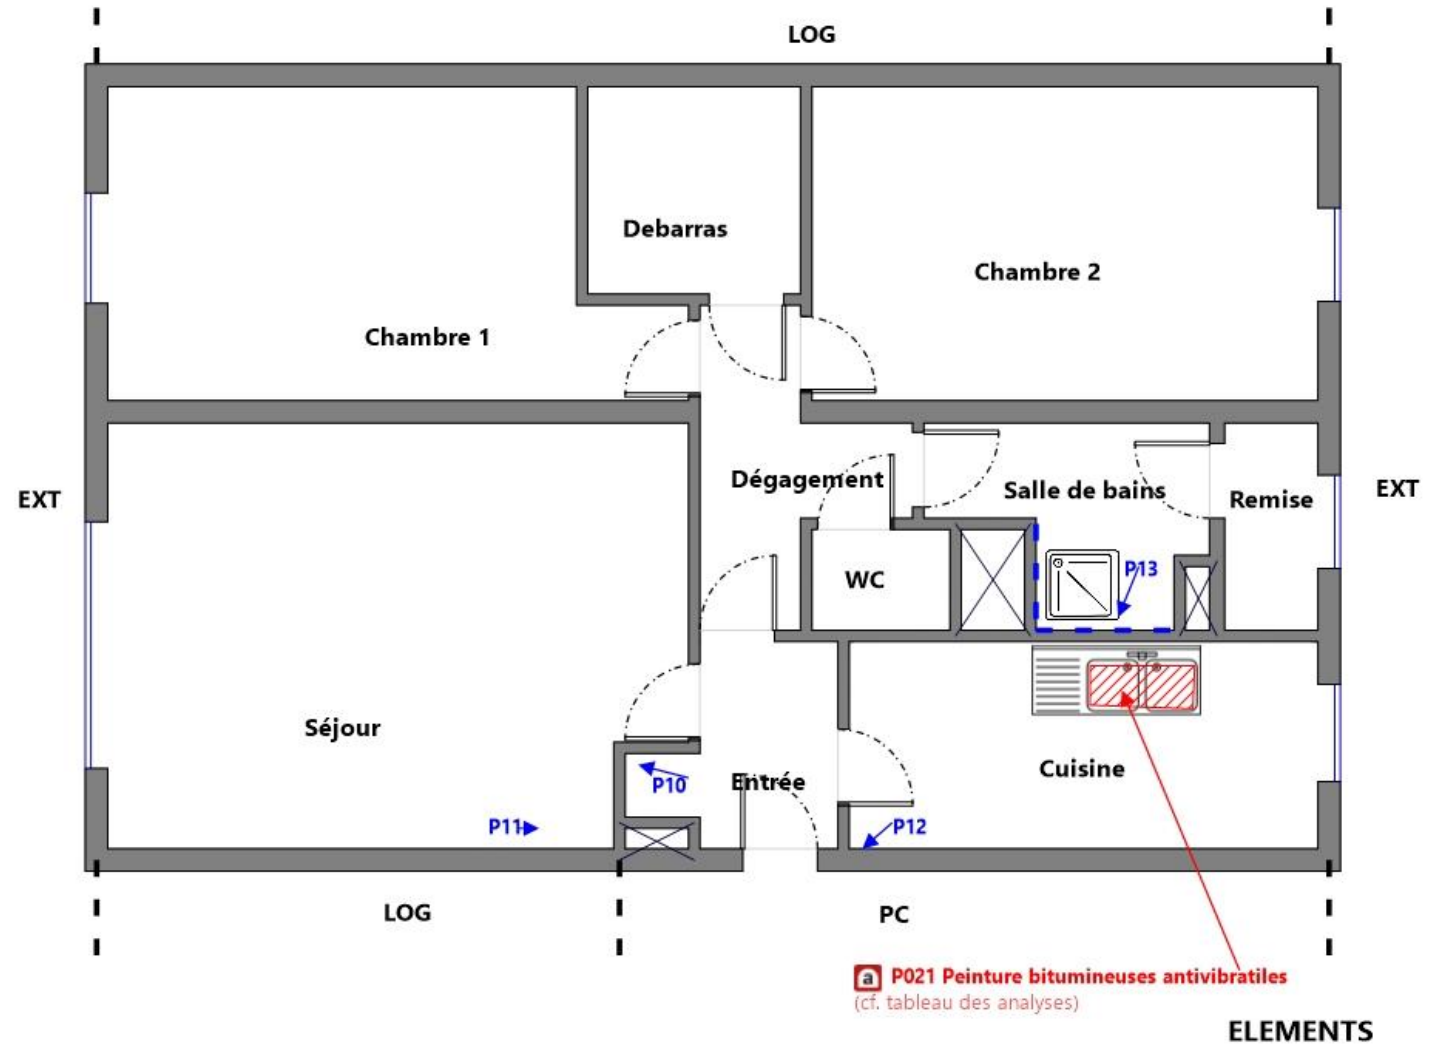 LOG
Debarras
Chambre 2
Chambre 1
Dégagement
Salle de bains
Remise
EXT
EXT
P13
WC
Séjour
Cuisine
Entrée
P10
P11
P12
LOG
PC
a P021 Peinture bitumineuses antivibratiles
(cf. tableau des analyses)
ELEMENTS